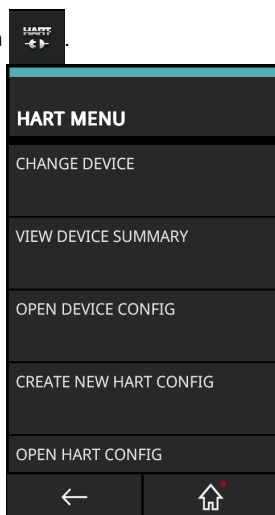 HART
HART MENU
CHANGE DEVICE
VIEW DEVICE SUMMARY
OPEN DEVICE CONFIG
CREATE NEW HART CONFIG
OPEN HART CONFIG